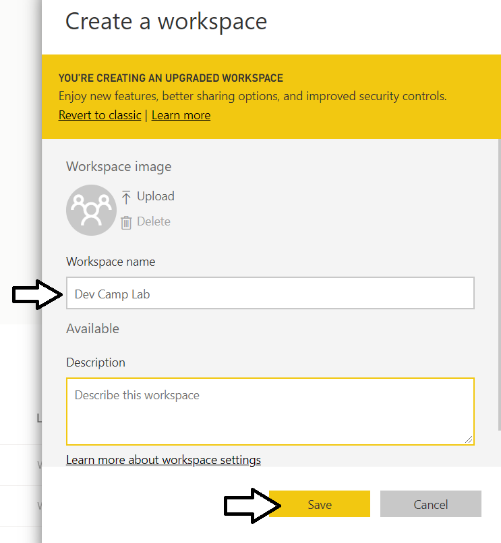 Create a workspace
YOU'RE CREATING AN UPGRADED WORKSPACE
Enjoy new features, better sharing options, and improved security controls.
Revert to classic | Learn more
Workspace image
Upload
Delete
Workspace name
Dev Camp Lab
Available
Description
Describe this workspace
Learn more about workspace settings
Save
Cancel